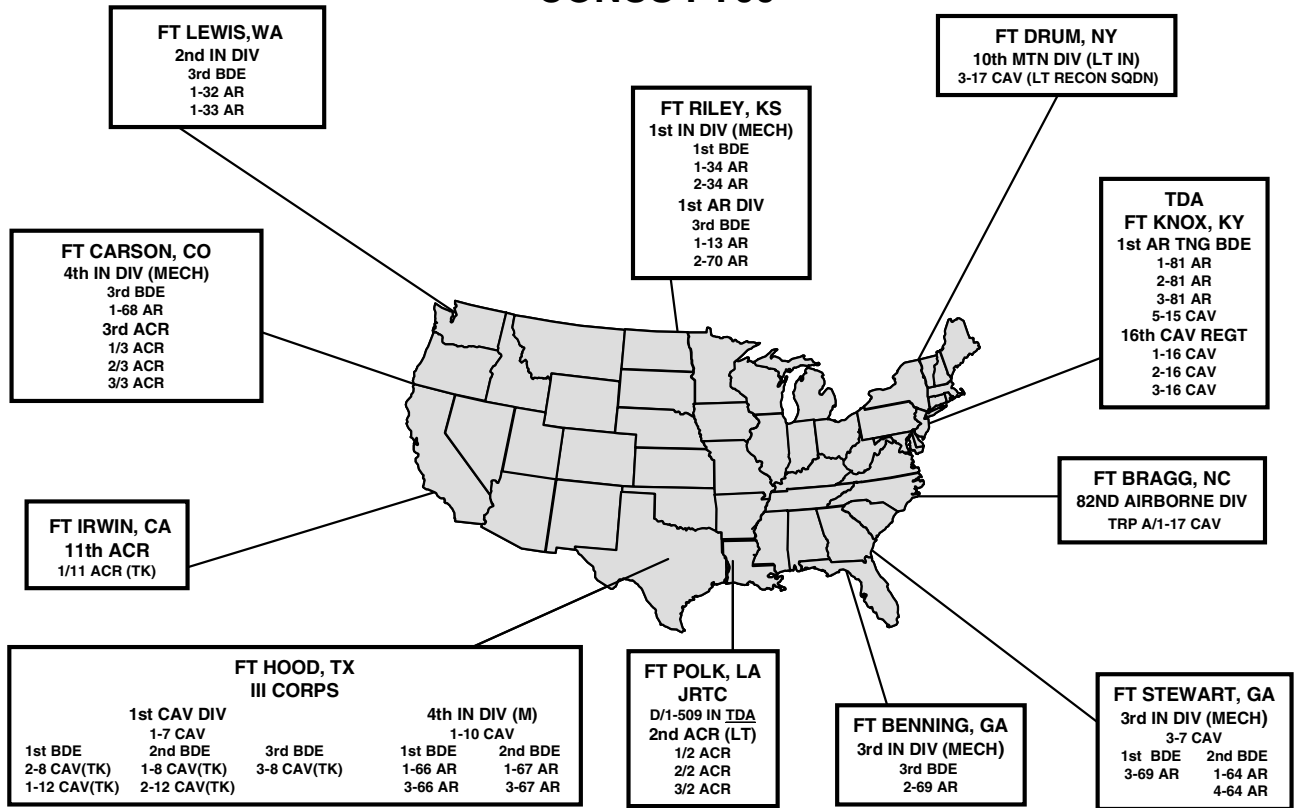 FT LEWIS,WA
2nd IN DIV
3rd BDE
1-32 AR
1-33 AR
FT DRUM, NY
10th MTN DIV (LT IN)
3-17 CAV (LT RECON SQDN)
FT RILEY, KS
1st IN DIV (MECH)
1st BDE
1-34 AR
2-34 AR
1st AR DIV
3rd BDE
1-13 AR
2-70 AR
TDA
FT KNOX, KY
1st AR TNG BDE
1-81 AR
2-81 AR
3-81 AR
5-15 CAV
16th CAV REGT
1-16 CAV
2-16 CAV
3-16 CAV
FT CARSON, CO
4th IN DIV (MECH)
3rd BDE
1-68 AR
3rd ACR
1/3 ACR
2/3 ACR
3/3 ACR
FT BRAGG, NC
82ND AIRBORNE DIV
TRP A/1-17 CAV
FT IRWIN, CA
11th ACR
1/11 ACR (TK)
FT HOOD, TX
III CORPS
1st CAV DIV 4th IN DIV (M)
1-7 CAV 1-10 CAV
1st BDE 2nd BDE 3rd BDE 1st BDE 2nd BDE
2-8 CAV(TK) 1-8 CAV(TK) 3-8 CAV(TK) 1-66 AR 1-67 AR
1-12 CAV(TK) 2-12 CAV(TK) 3-66 AR 3-67 AR
FT POLK, LA
JRTC
D/1-509 IN TDA
2nd ACR (LT)
1/2 ACR
2/2 ACR
3/2 ACR
FT BENNING, GA
3rd IN DIV (MECH)
3rd BDE
2-69 AR
FT STEWART, GA
3rd IN DIV (MECH)
3-7 CAV
1st BDE 2nd BDE
3-69 AR 1-64 AR
4-64 AR